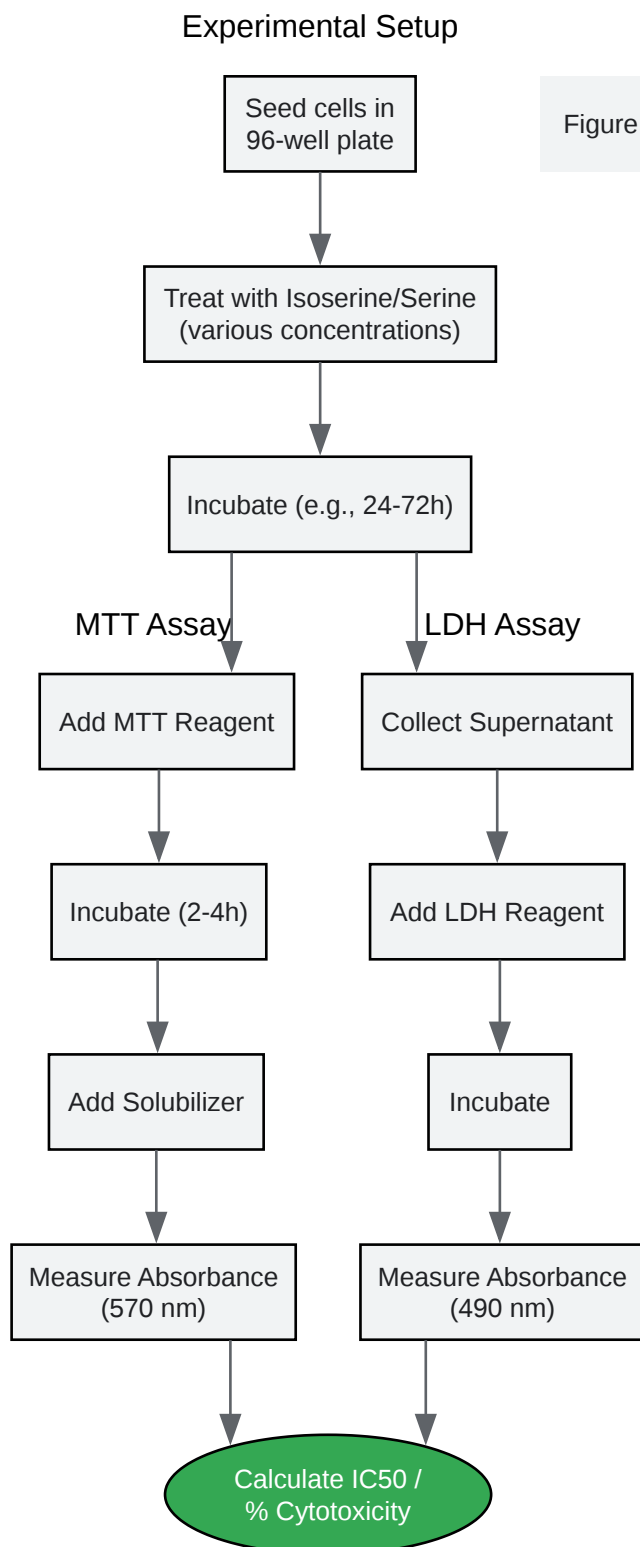 Experimental Setup
Seed cells in
96-well plate
Figure
Treat with Isoserine/Serine
(various concentrations)
Incubate (e.g., 24-72h)
MTT Assay
LDH Assay
Add MTT Reagent
Collect Supernatant
Incubate (2-4h)
Add LDH Reagent
Add Solubilizer
Incubate
Measure Absorbance
(570 nm)
Measure Absorbance
(490 nm)
Calculate IC50 /
% Cytotoxicity